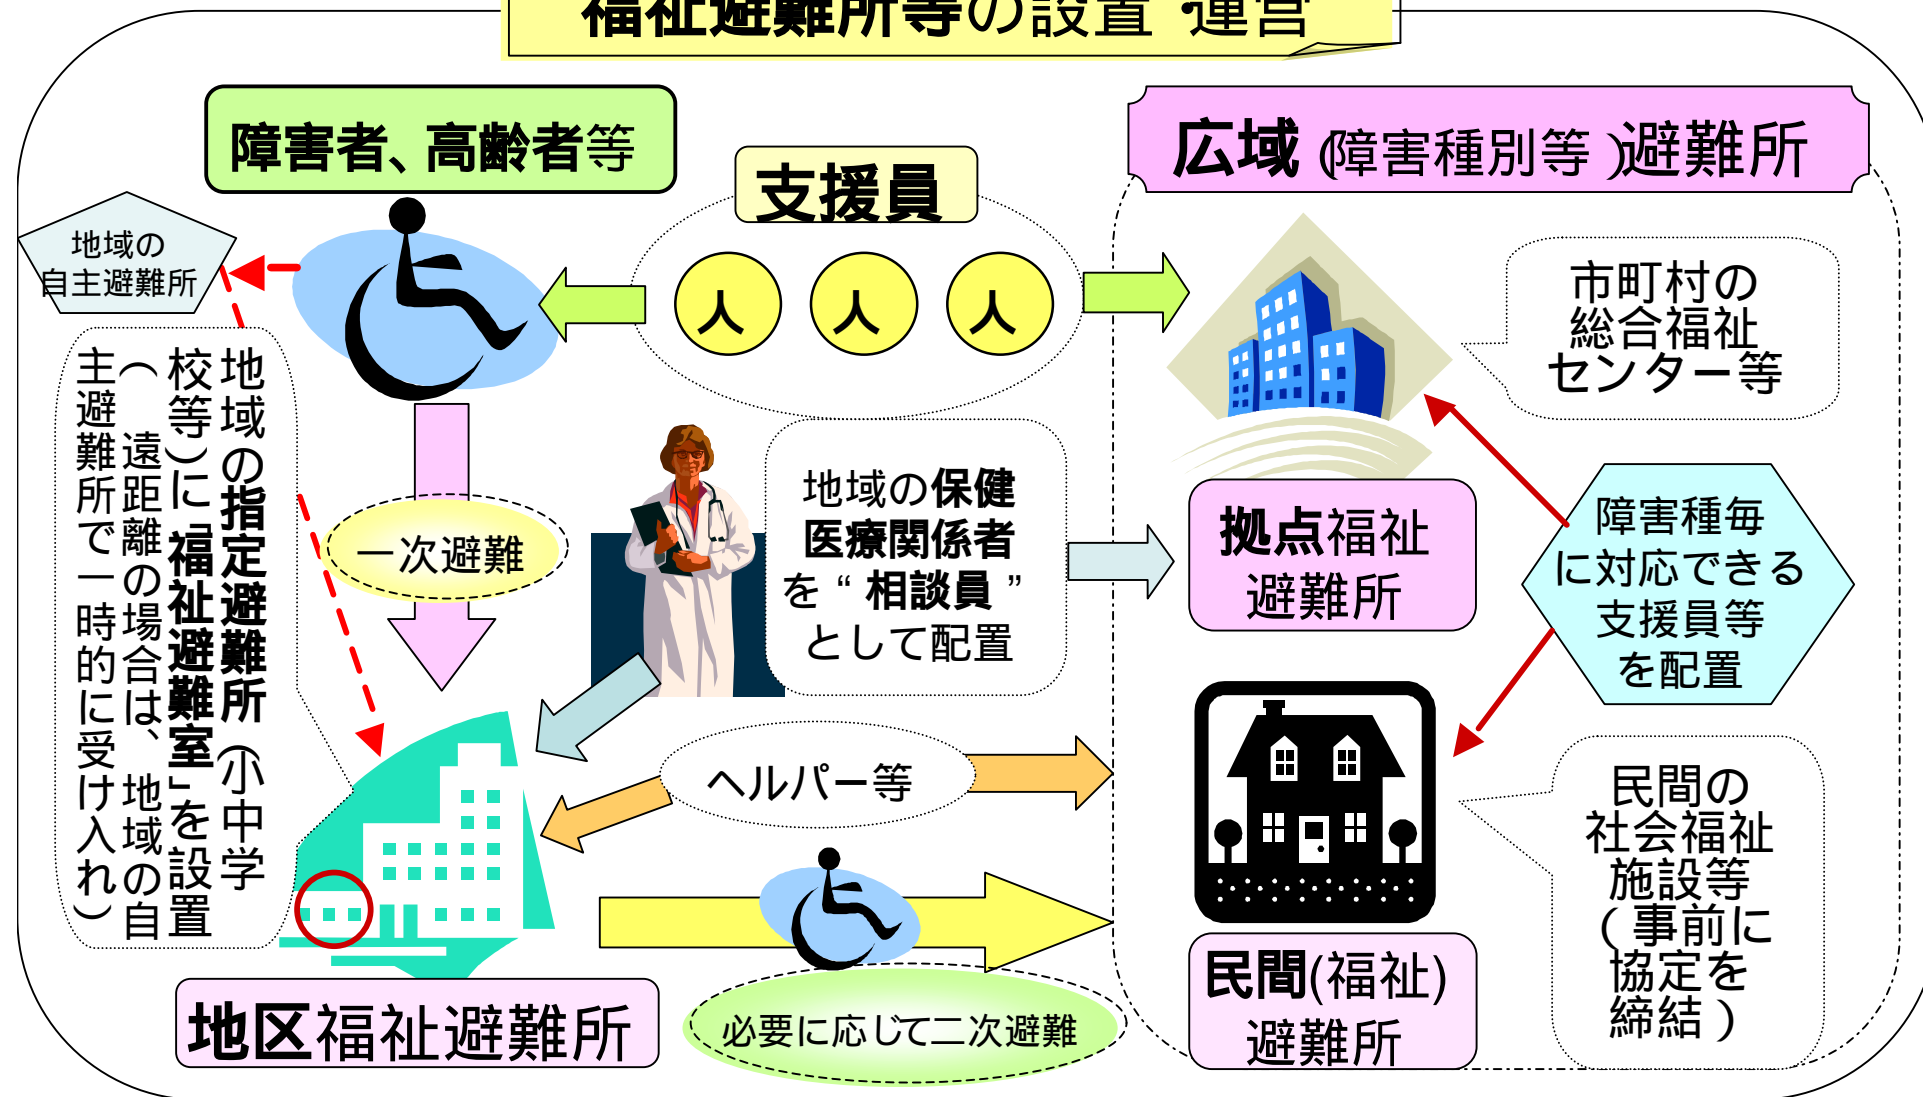 福祉避難所等の設置・運営
障害者、高齢者等
支援員
広域(障害種別等)避難所
地域の
自主避難所
人 人 人
市町村の
総合福祉
センター等
地域の指定避難所(小中学
校等)に「福祉避難室」を設置
( 遠距離の場合は、地域の自
主避難所で一時的に受け入れ)
一次避難
地域の保健
医療関係者
を“相談員”
として配置
拠点福祉
避難所
障害種毎
に対応できる
支援員等
を配置
ヘルパー等
民間の
社会福祉
施設等
(事前に
協定を
締結)
地区福祉避難所
必要に応じて二次避難
民間(福祉)
避難所